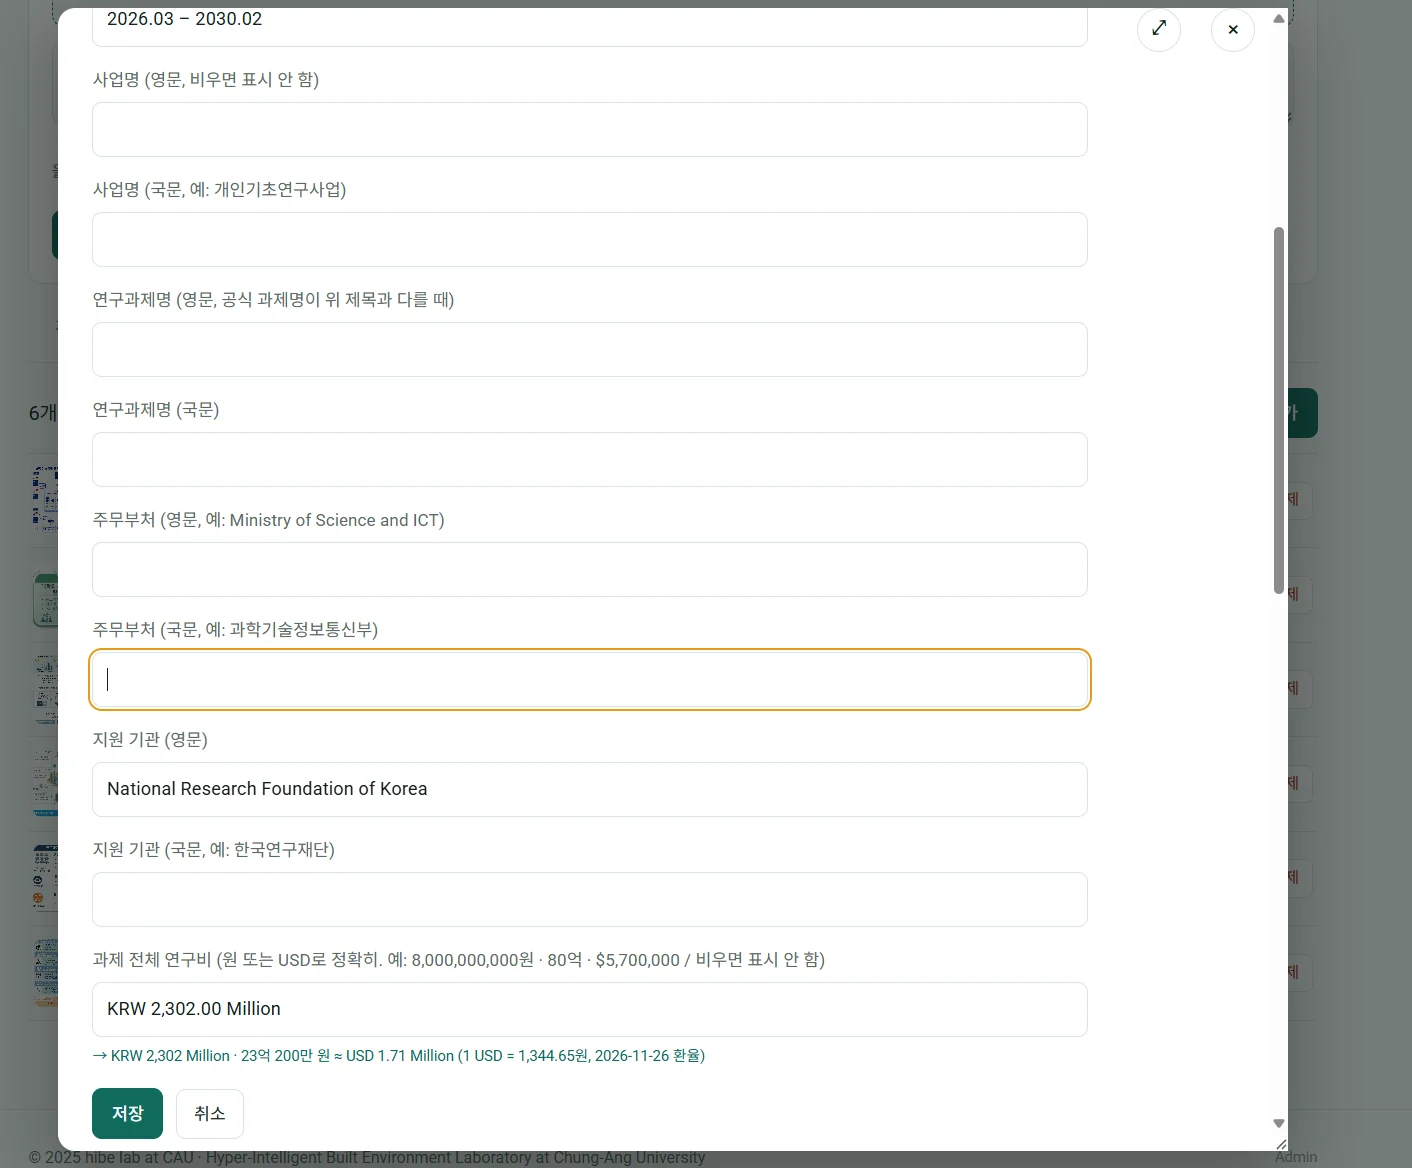 2026.03 – 2030.02
사업명 (영문, 비우면 표시 안 함)
사업명 (국문, 예: 개인기초연구사업)
연구과제명 (영문, 공식 과제명이 위 제목과 다를 때)
연구과제명 (국문)
주무부처 (영문, 예: Ministry of Science and ICT)
주무부처 (국문, 예: 과학기술정보통신부)
지원 기관 (영문)
National Research Foundation of Korea
지원 기관 (국문, 예: 한국연구재단)
과제 전체 연구비 (원 또는 USD로 정확히. 예: 8,000,000,000원 · 80억 · $5,700,000 / 비우면 표시 안 함)
KRW 2,302.00 Million
→ KRW 2,302 Million · 23억 200만 원 ≈ USD 1.71 Million (1 USD = 1,344.65원, 2026-11-26 환율)
저장
취소
6개
가
제
제
제
제
제
제
© 2025 hibe lab at CAU · Hyper-Intelligent Built Environment Laboratory at Chung-Ang University
Admin